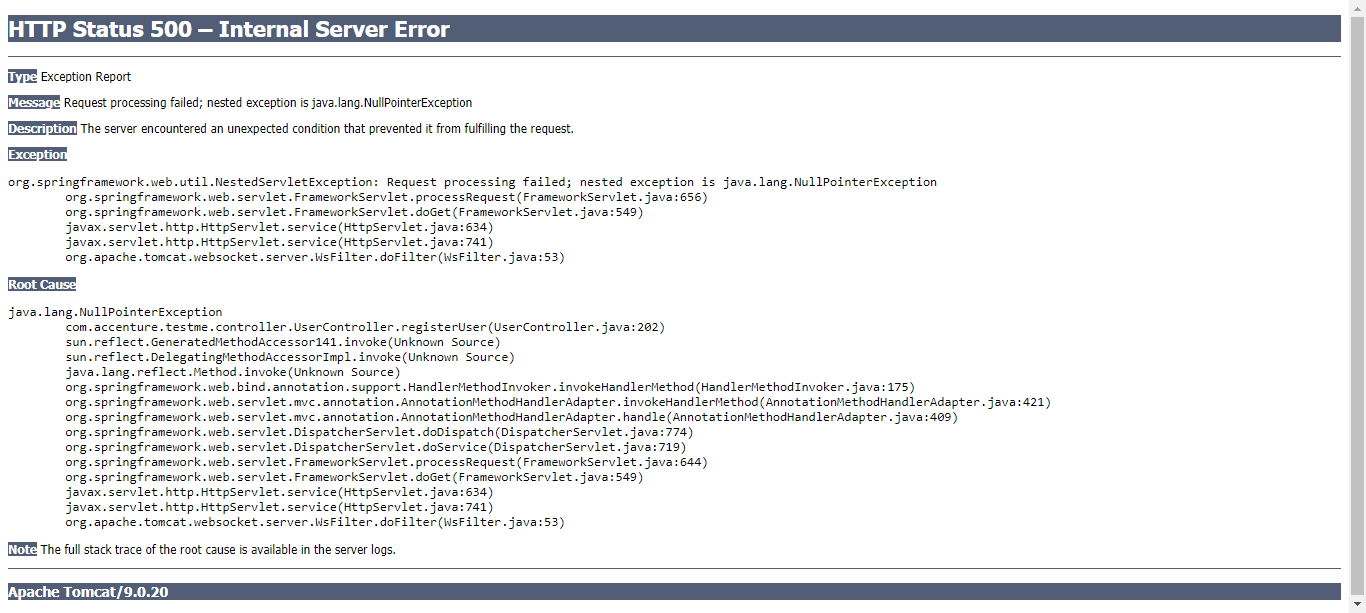 HTTP Status 500 – Internal Server Error
Type Exception Report
Message Request processing failed; nested exception is java.lang.NullPointerException
Description The server encountered an unexpected condition that prevented it from fulfilling the request.
Exception
org.springframework.web.util.NestedServletException: Request processing failed; nested exception is java.lang.NullPointerException
org.springframework.web.servlet.FrameworkServlet.processRequest(FrameworkServlet.java:656)
org.springframework.web.servlet.FrameworkServlet.doGet(FrameworkServlet.java:549)
javax.servlet.http.HttpServlet.service(HttpServlet.java:634)
javax.servlet.http.HttpServlet.service(HttpServlet.java:741)
org.apache.tomcat.websocket.server.WsFilter.doFilter(WsFilter.java:53)
Root Cause
java.lang.NullPointerException
com.accenture.testme.controller.UserController.registerUser(UserController.java:202)
sun.reflect.GeneratedMethodAccessor141.invoke(Unknown Source)
sun.reflect.DelegatingMethodAccessorImpl.invoke(Unknown Source)
java.lang.reflect.Method.invoke(Unknown Source)
org.springframework.web.bind.annotation.support.HandlerMethodInvoker.invokeHandlerMethod(HandlerMethodInvoker.java:175)
org.springframework.web.servlet.mvc.annotation.AnnotationMethodHandlerAdapter.invokeHandlerMethod(AnnotationMethodHandlerAdapter.java:421)
org.springframework.web.servlet.mvc.annotation.AnnotationMethodHandlerAdapter.handle(AnnotationMethodHandlerAdapter.java:409)
org.springframework.web.servlet.DispatcherServlet.doDispatch(DispatcherServlet.java:774)
org.springframework.web.servlet.DispatcherServlet.doService(DispatcherServlet.java:719)
org.springframework.web.servlet.FrameworkServlet.processRequest(FrameworkServlet.java:644)
org.springframework.web.servlet.FrameworkServlet.doGet(FrameworkServlet.java:549)
javax.servlet.http.HttpServlet.service(HttpServlet.java:634)
javax.servlet.http.HttpServlet.service(HttpServlet.java:741)
org.apache.tomcat.websocket.server.WsFilter.doFilter(WsFilter.java:53)
Note The full stack trace of the root cause is available in the server logs.
Apache Tomcat/9.0.20